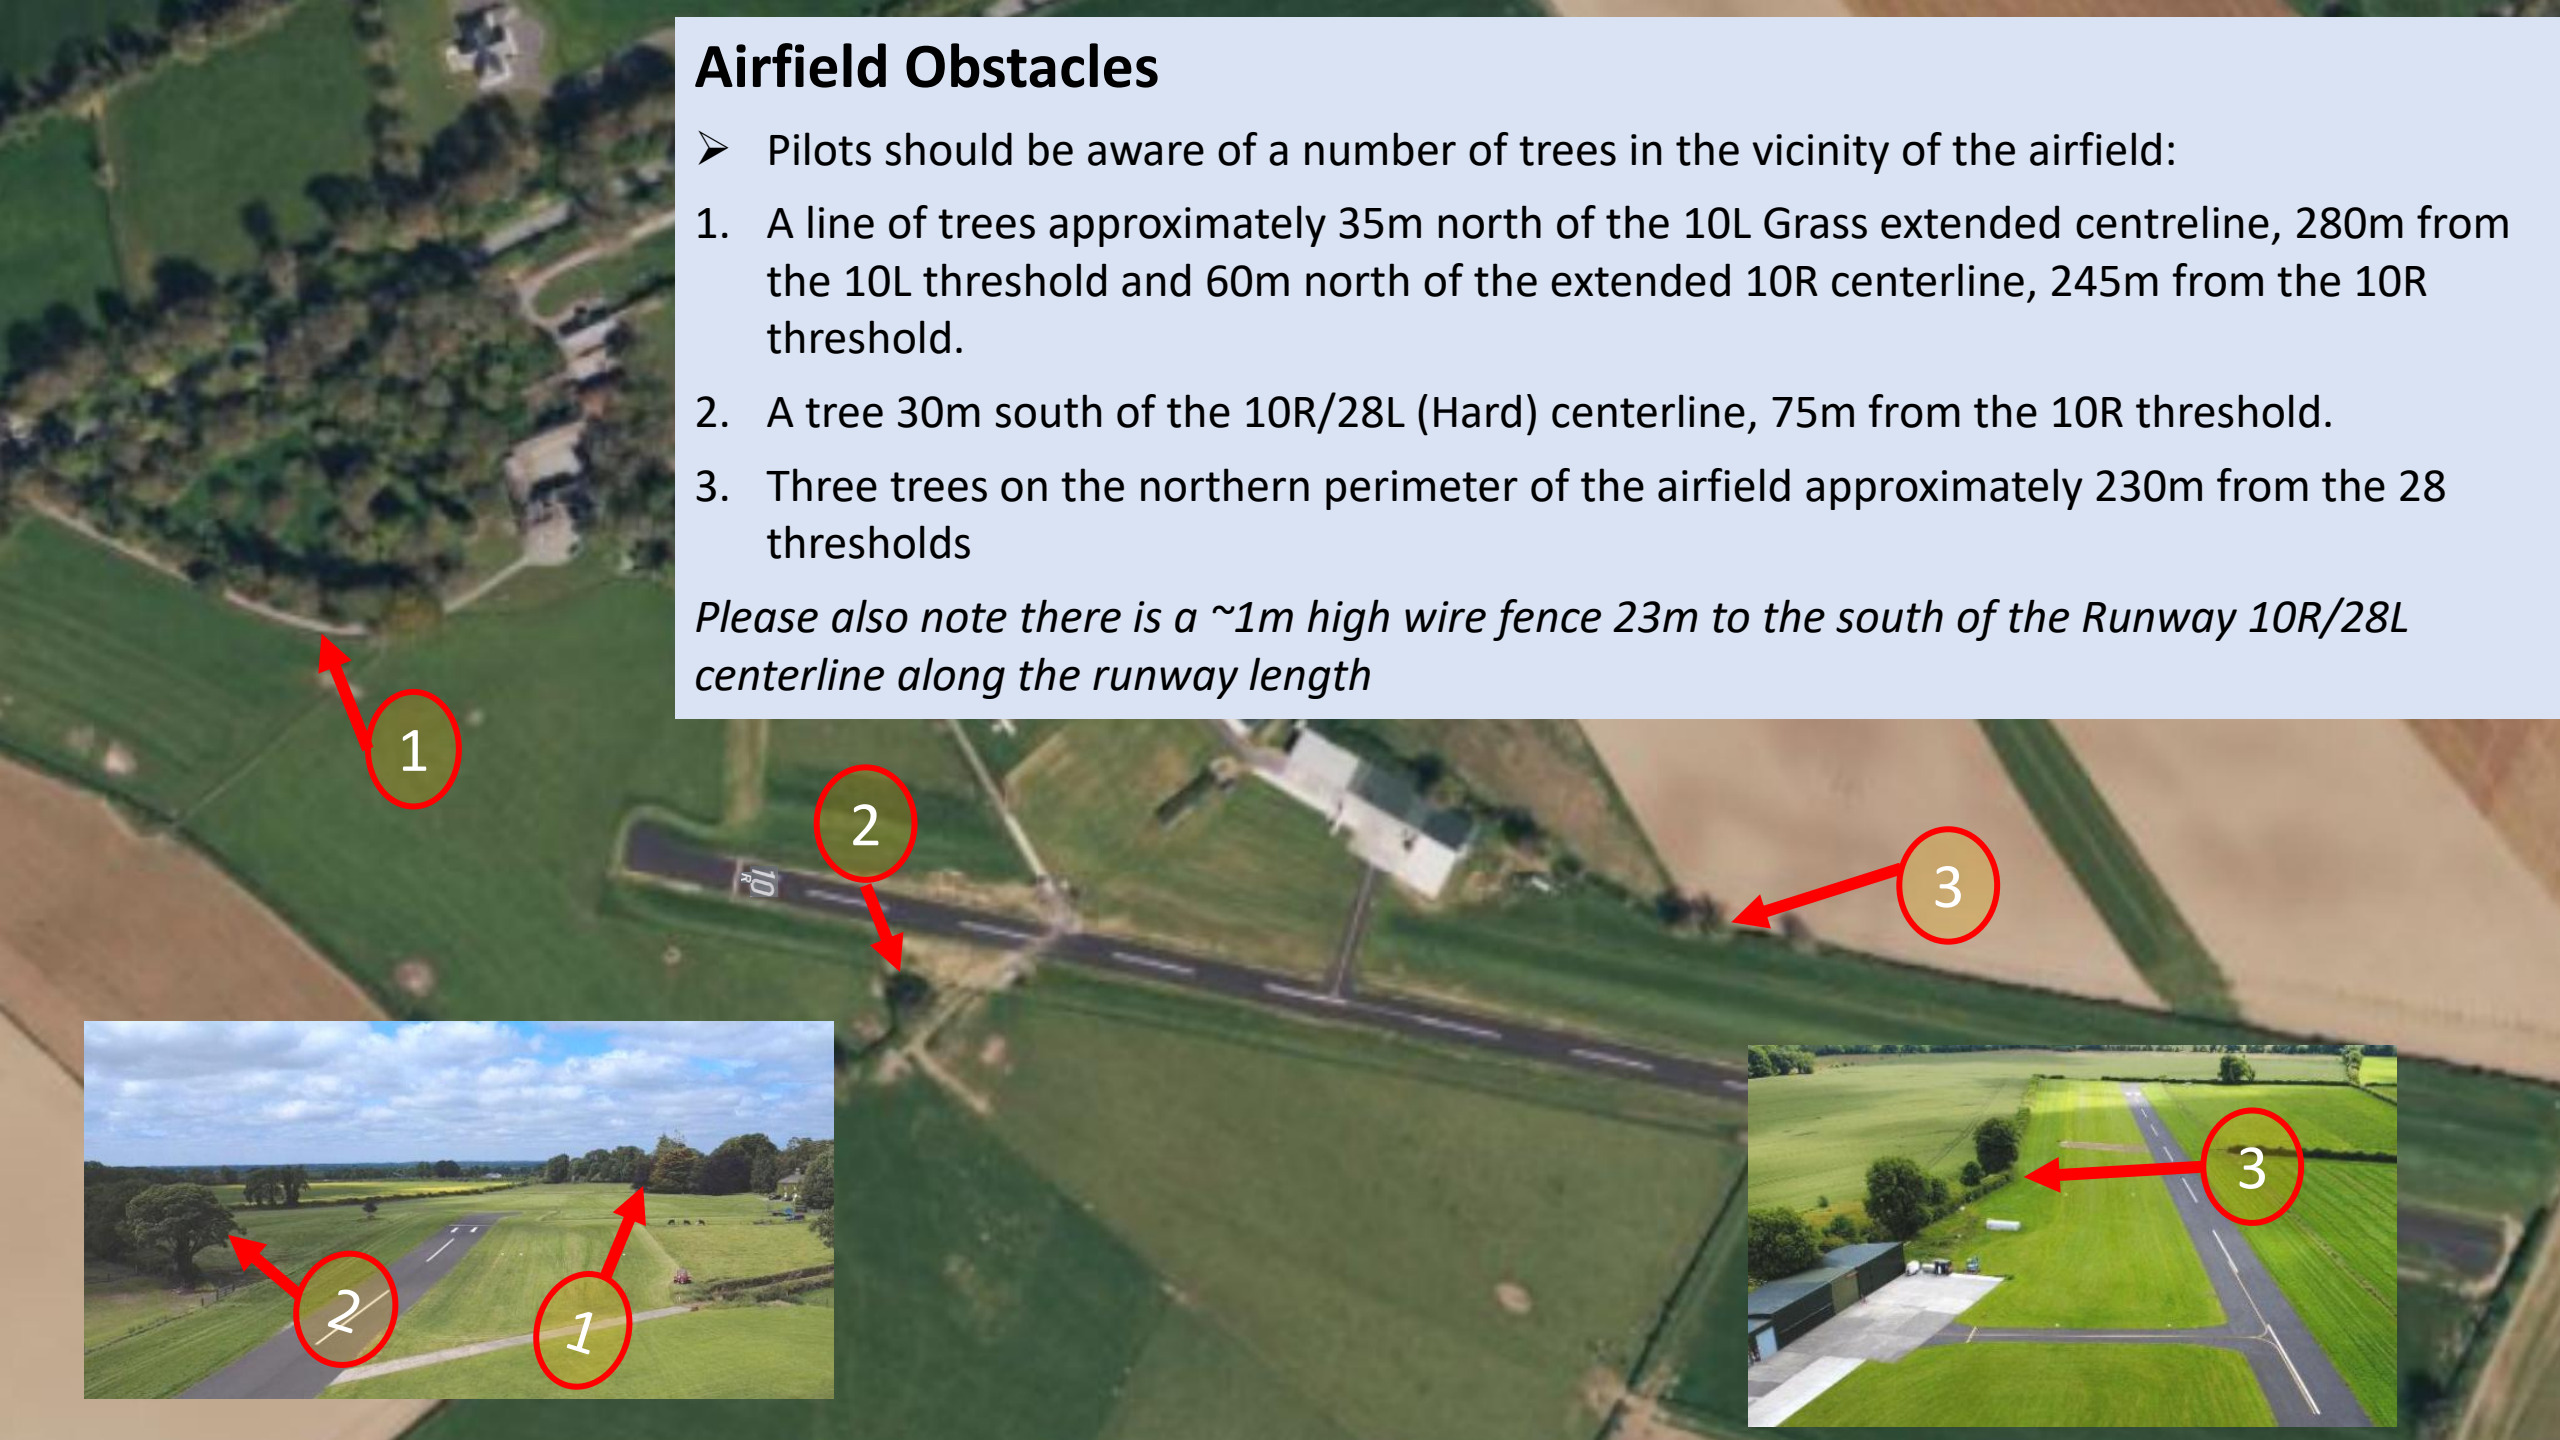 Airfield Obstacles
➢ Pilots should be aware of a number of trees in the vicinity of the airfield:
1. A line of trees approximately 35m north of the 10L Grass extended centreline, 280m from
the 10L threshold and 60m north of the extended 10R centerline, 245m from the 10R
threshold.
2. A tree 30m south of the 10R/28L (Hard) centerline, 75m from the 10R threshold.
3. Three trees on the northern perimeter of the airfield approximately 230m from the 28
thresholds
Please also note there is a ~1m high wire fence 23m to the south of the Runway 10R/28L
centerline along the runway length
1
2
3
10
R
3
2
1